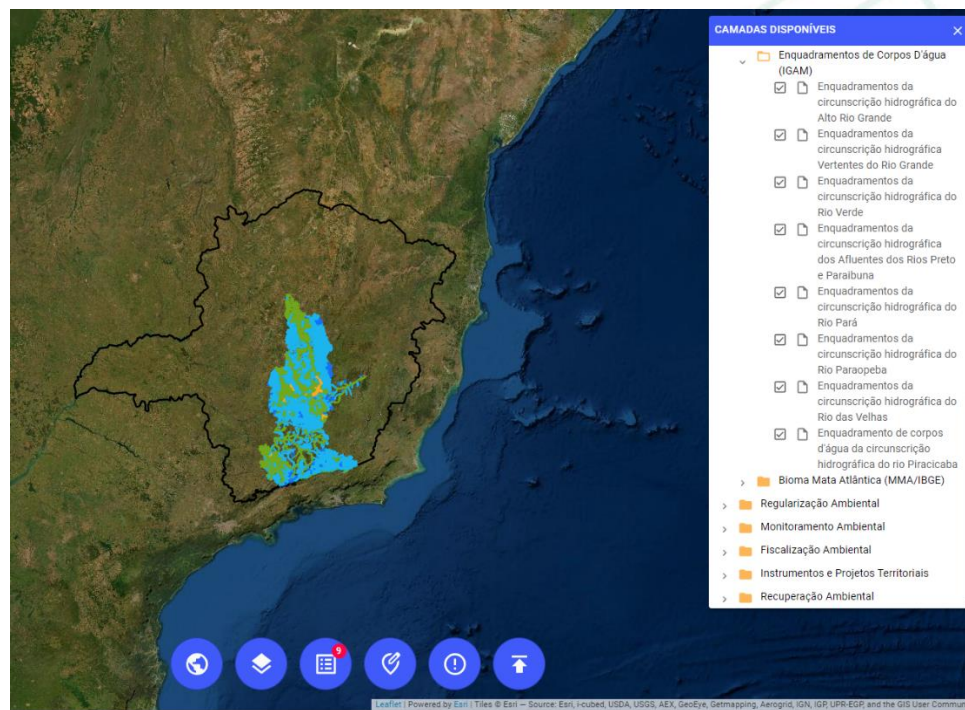 CAMADAS DISPONÍVEIS
Enquadramentos de Corpos D'água
(IGAM)
Enquadramentos da
circunscrição hidrográfica do
Alto Rio Grande
Enquadramentos da
circunscrição hidrográfica
Vertentes do Rio Grande
Enquadramentos da
circunscrição hidrográfica do
Rio Verde
Enquadramentos da
circunscrição hidrográfica
dos Afluentes dos Rios Preto
e Paraibuna
Enquadramentos da
circunscrição hidrográfica do
Rio Pará
Enquadramentos da
circunscrição hidrográfica do
Rio Paraopeba
Enquadramentos da
circunscrição hidrográfica do
Rio das Velhas
Enquadramento de corpos
d'água da circunscrição
hidrográfica do rio Piracicaba
Bioma Mata Atlântica (MMA/IBGE)
Regularização Ambiental
Monitoramento Ambiental
Fiscalização Ambiental
Instrumentos e Projetos Territoriais
Recuperação Ambiental
9
Leaflet | Powered by Esri | Tiles © Esri — Source: Esri, i-cubed, USDA, USGS, AEX, GeoEye, Getmapping, Aerogrid, IGN, IGP, UPR-EGP, and the GIS User Commun